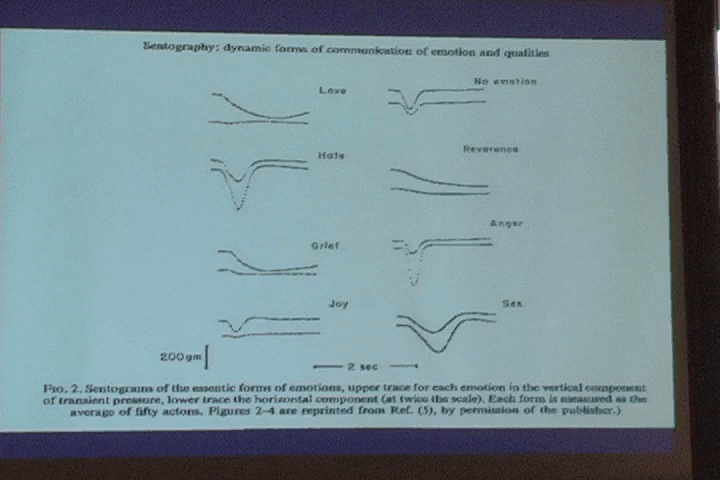 Sentography: dynamic forms of communication of emotion and qualities
Love
No emotion
Hate
Reverence
Grief
Anger
Joy
Sex
200gm
2 sec
FIG. 2. Sentograms of the essentic forms of emotions, upper trace for each emotion is the vertical component
of transient pressure, lower trace the horizontal component (at twice the scale). Each form is measured as the
average of fifty actons. Figures 2-4 are reprinted from Ref. (5), by permission of the publisher.)